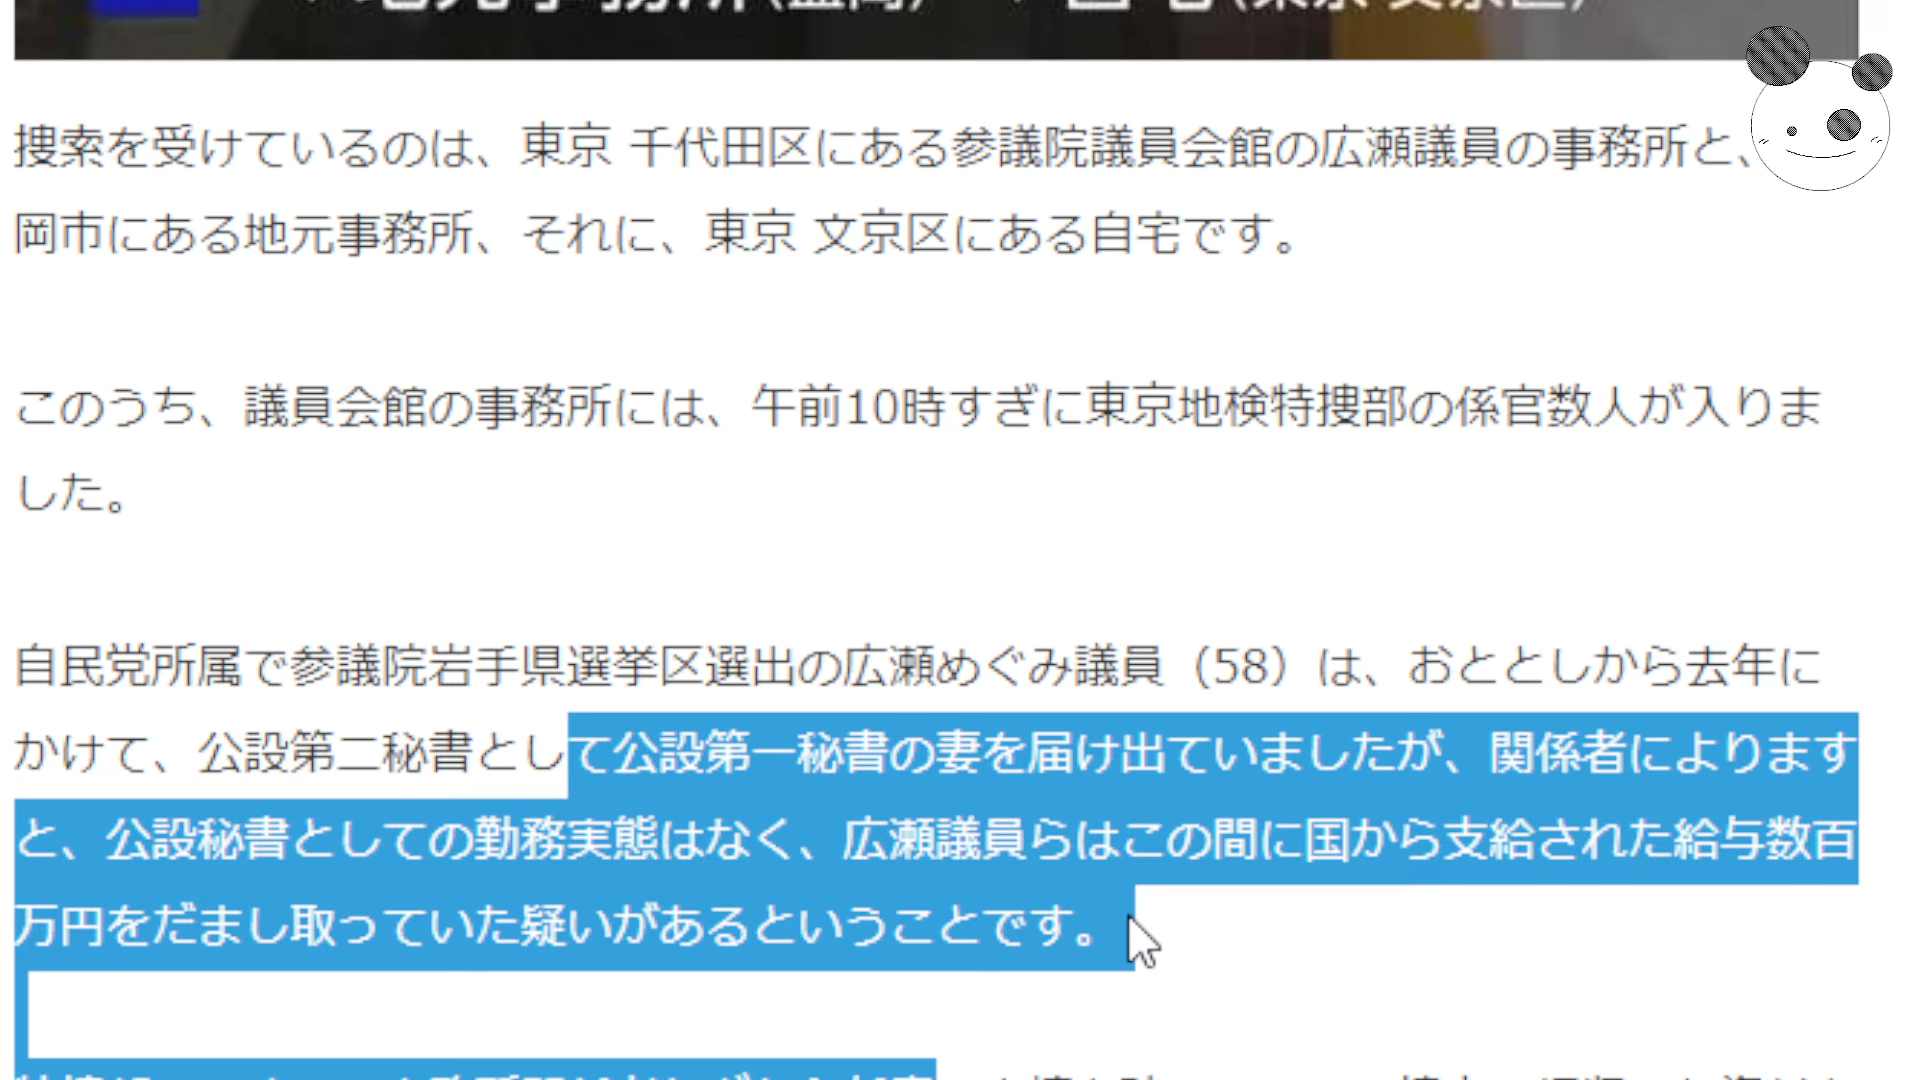 捜索を受けているのは、東京 千代田区にある参議院議員会館の広瀬議員の事務所と、
岡市にある地元事務所、それに、東京 文京区にある自宅です。
このうち、議員会館の事務所には、午前10時すぎに東京地検特捜部の係官数人が入りま
した。
自民党所属で参議院岩手県選挙区選出の広瀬めぐみ議員（58）は、おととしから去年に
かけて、公設第二秘書として公設第一秘書の妻を届け出ていましたが、関係者によります
と、公設秘書としての勤務実態はなく、広瀬議員らはこの間に国から支給された給与数百
万円をだまし取っていた疑いがあるということです。